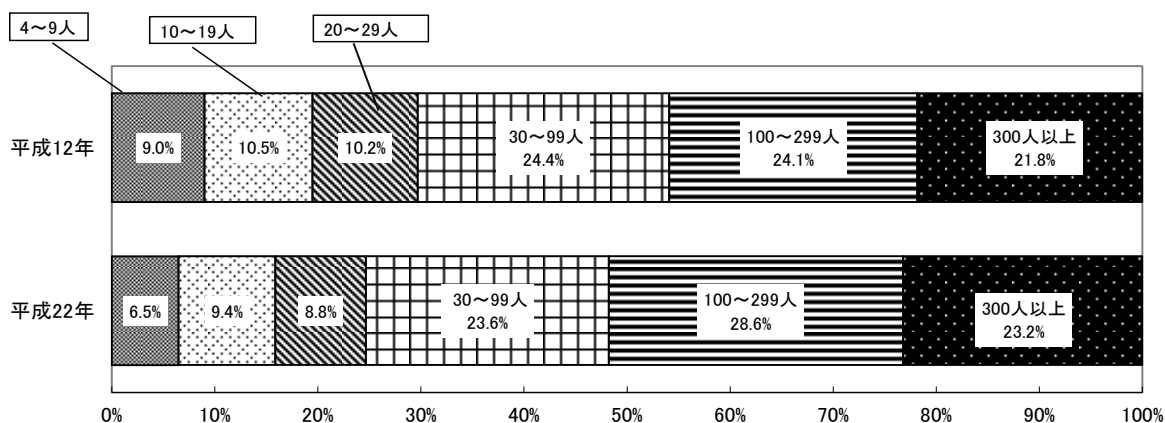 4～9人
10～19人
20～29人
平成12年
9.0%
10.5%
10.2%
30～99人
24.4%
100～299人
24.1%
300人以上
21.8%
平成22年
6.5%
9.4%
8.8%
30～99人
23.6%
100～299人
28.6%
300人以上
23.2%
0% 10% 20% 30% 40% 50% 60% 70% 80% 90% 100%